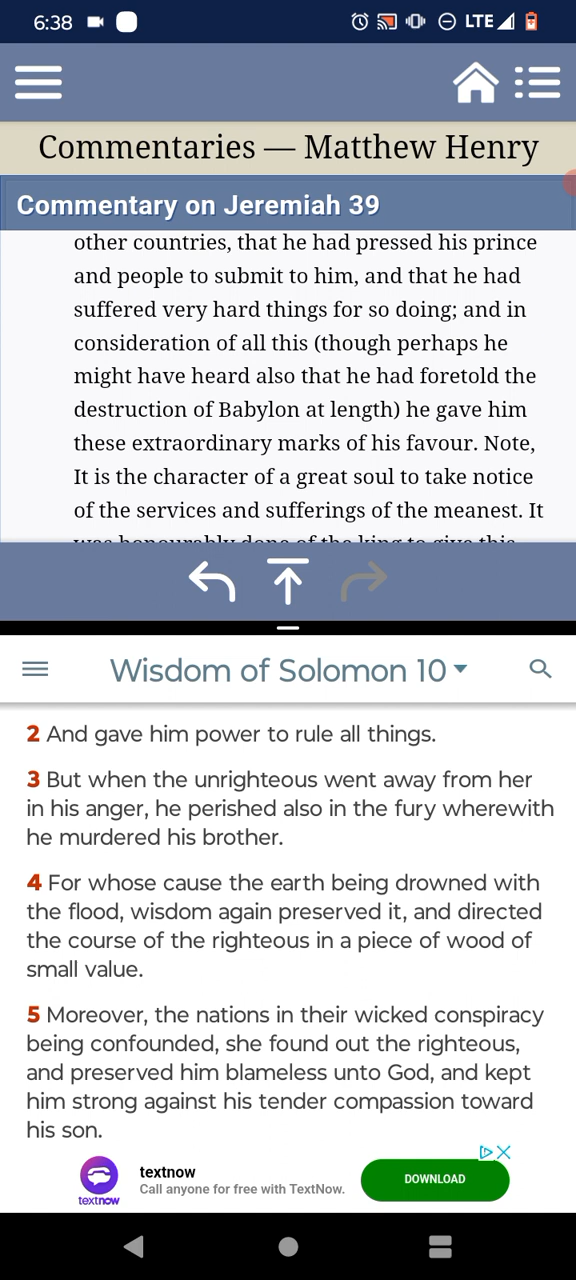 6:38
LTE
Commentaries — Matthew Henry
Commentary on Jeremiah 39
other countries, that he had pressed his prince
and people to submit to him, and that he had
suffered very hard things for so doing; and in
consideration of all this (though perhaps he
might have heard also that he had foretold the
destruction of Babylon at length) he gave him
these extraordinary marks of his favour. Note,
It is the character of a great soul to take notice
of the services and sufferings of the meanest. It
was honourably done of the king to give this
Wisdom of Solomon 10
2 And gave him power to rule all things.
3 But when the unrighteous went away from her
in his anger, he perished also in the fury wherewith
he murdered his brother.
4 For whose cause the earth being drowned with
the flood, wisdom again preserved it, and directed
the course of the righteous in a piece of wood of
small value.
5 Moreover, the nations in their wicked conspiracy
being confounded, she found out the righteous,
and preserved him blameless unto God, and kept
him strong against his tender compassion toward
his son.
textnow
Call anyone for free with TextNow.
DOWNLOAD
textnow